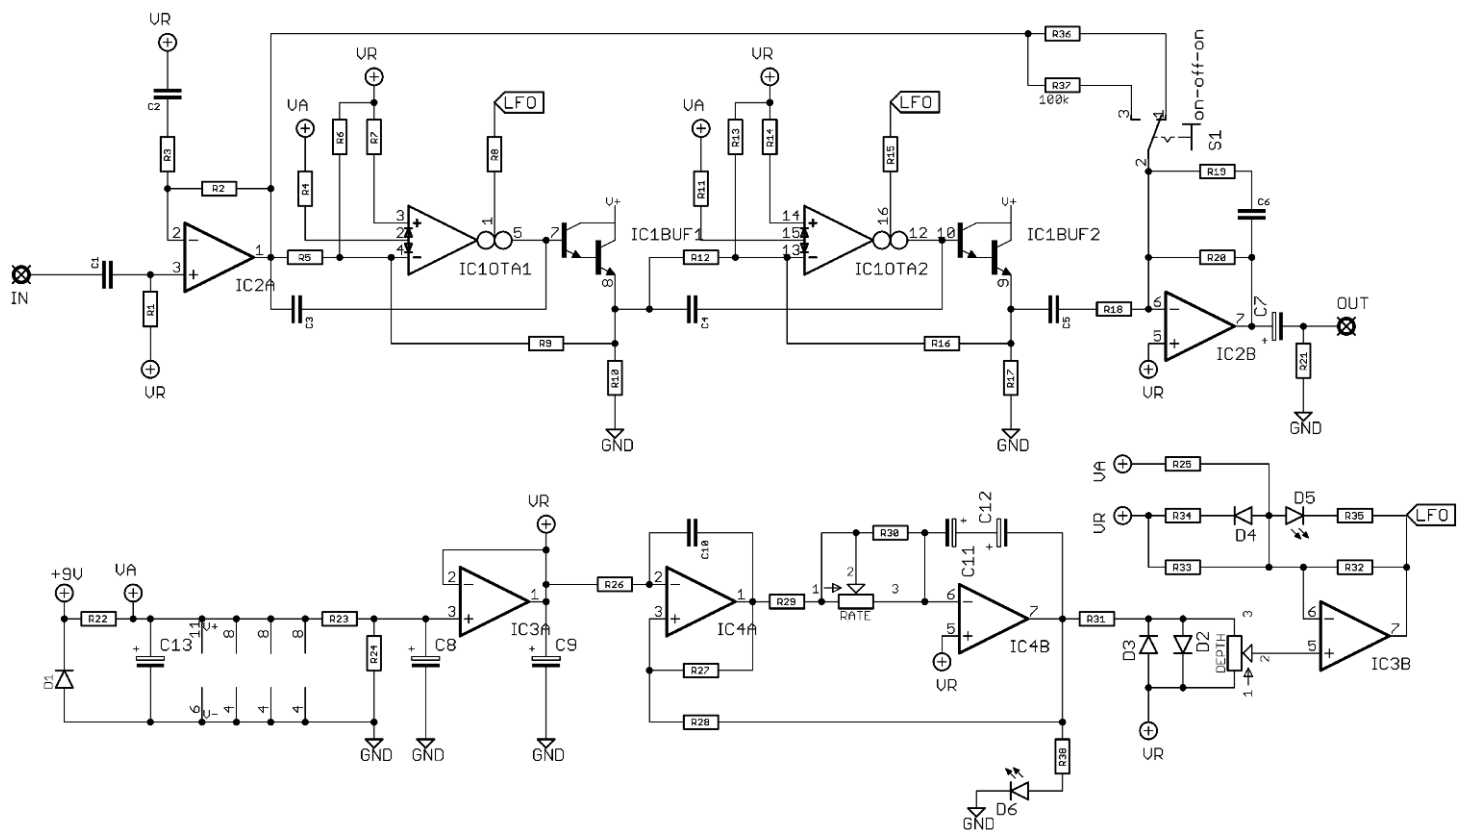 VR
C2
R3
R2
IN
C1
R1
VR
2
3
1
IC2A
VA
VR
R4
R6
R7
R8
LFO
R5
3
2
4
1
5
IC1OTA1
C3
7
V+
IC1BUF1
8
R9
R10
GND
VA
VR
R11
R13
R14
R15
LFO
R12
14
15
13
16
12
IC1OTA2
C4
10
V+
IC1BUF2
9
R16
R17
GND
R36
R37
100k
3
1
2
S1
on-off-on
R19
C6
R20
C5
R18
6
5
7
IC2B
VR
C7
+
OUT
R21
GND
+9V
VA
R22
D1
C13
+
11
V+
8
8
8
6
V-
4
4
4
R23
R24
GND
C8
+
GND
2
3
1
IC3A
VR
C9
+
GND
R26
C10
2
3
1
IC4A
R27
R28
R29
R30
1
2
3
RATE
C11
+
C12
+
6
5
7
IC4B
VR
R31
R38
D6
GND
D3
D2
DEPTH
3
2
1
VR
VA
R25
VR
R34
D4
D5
R35
LFO
R33
R32
6
5
7
IC3B